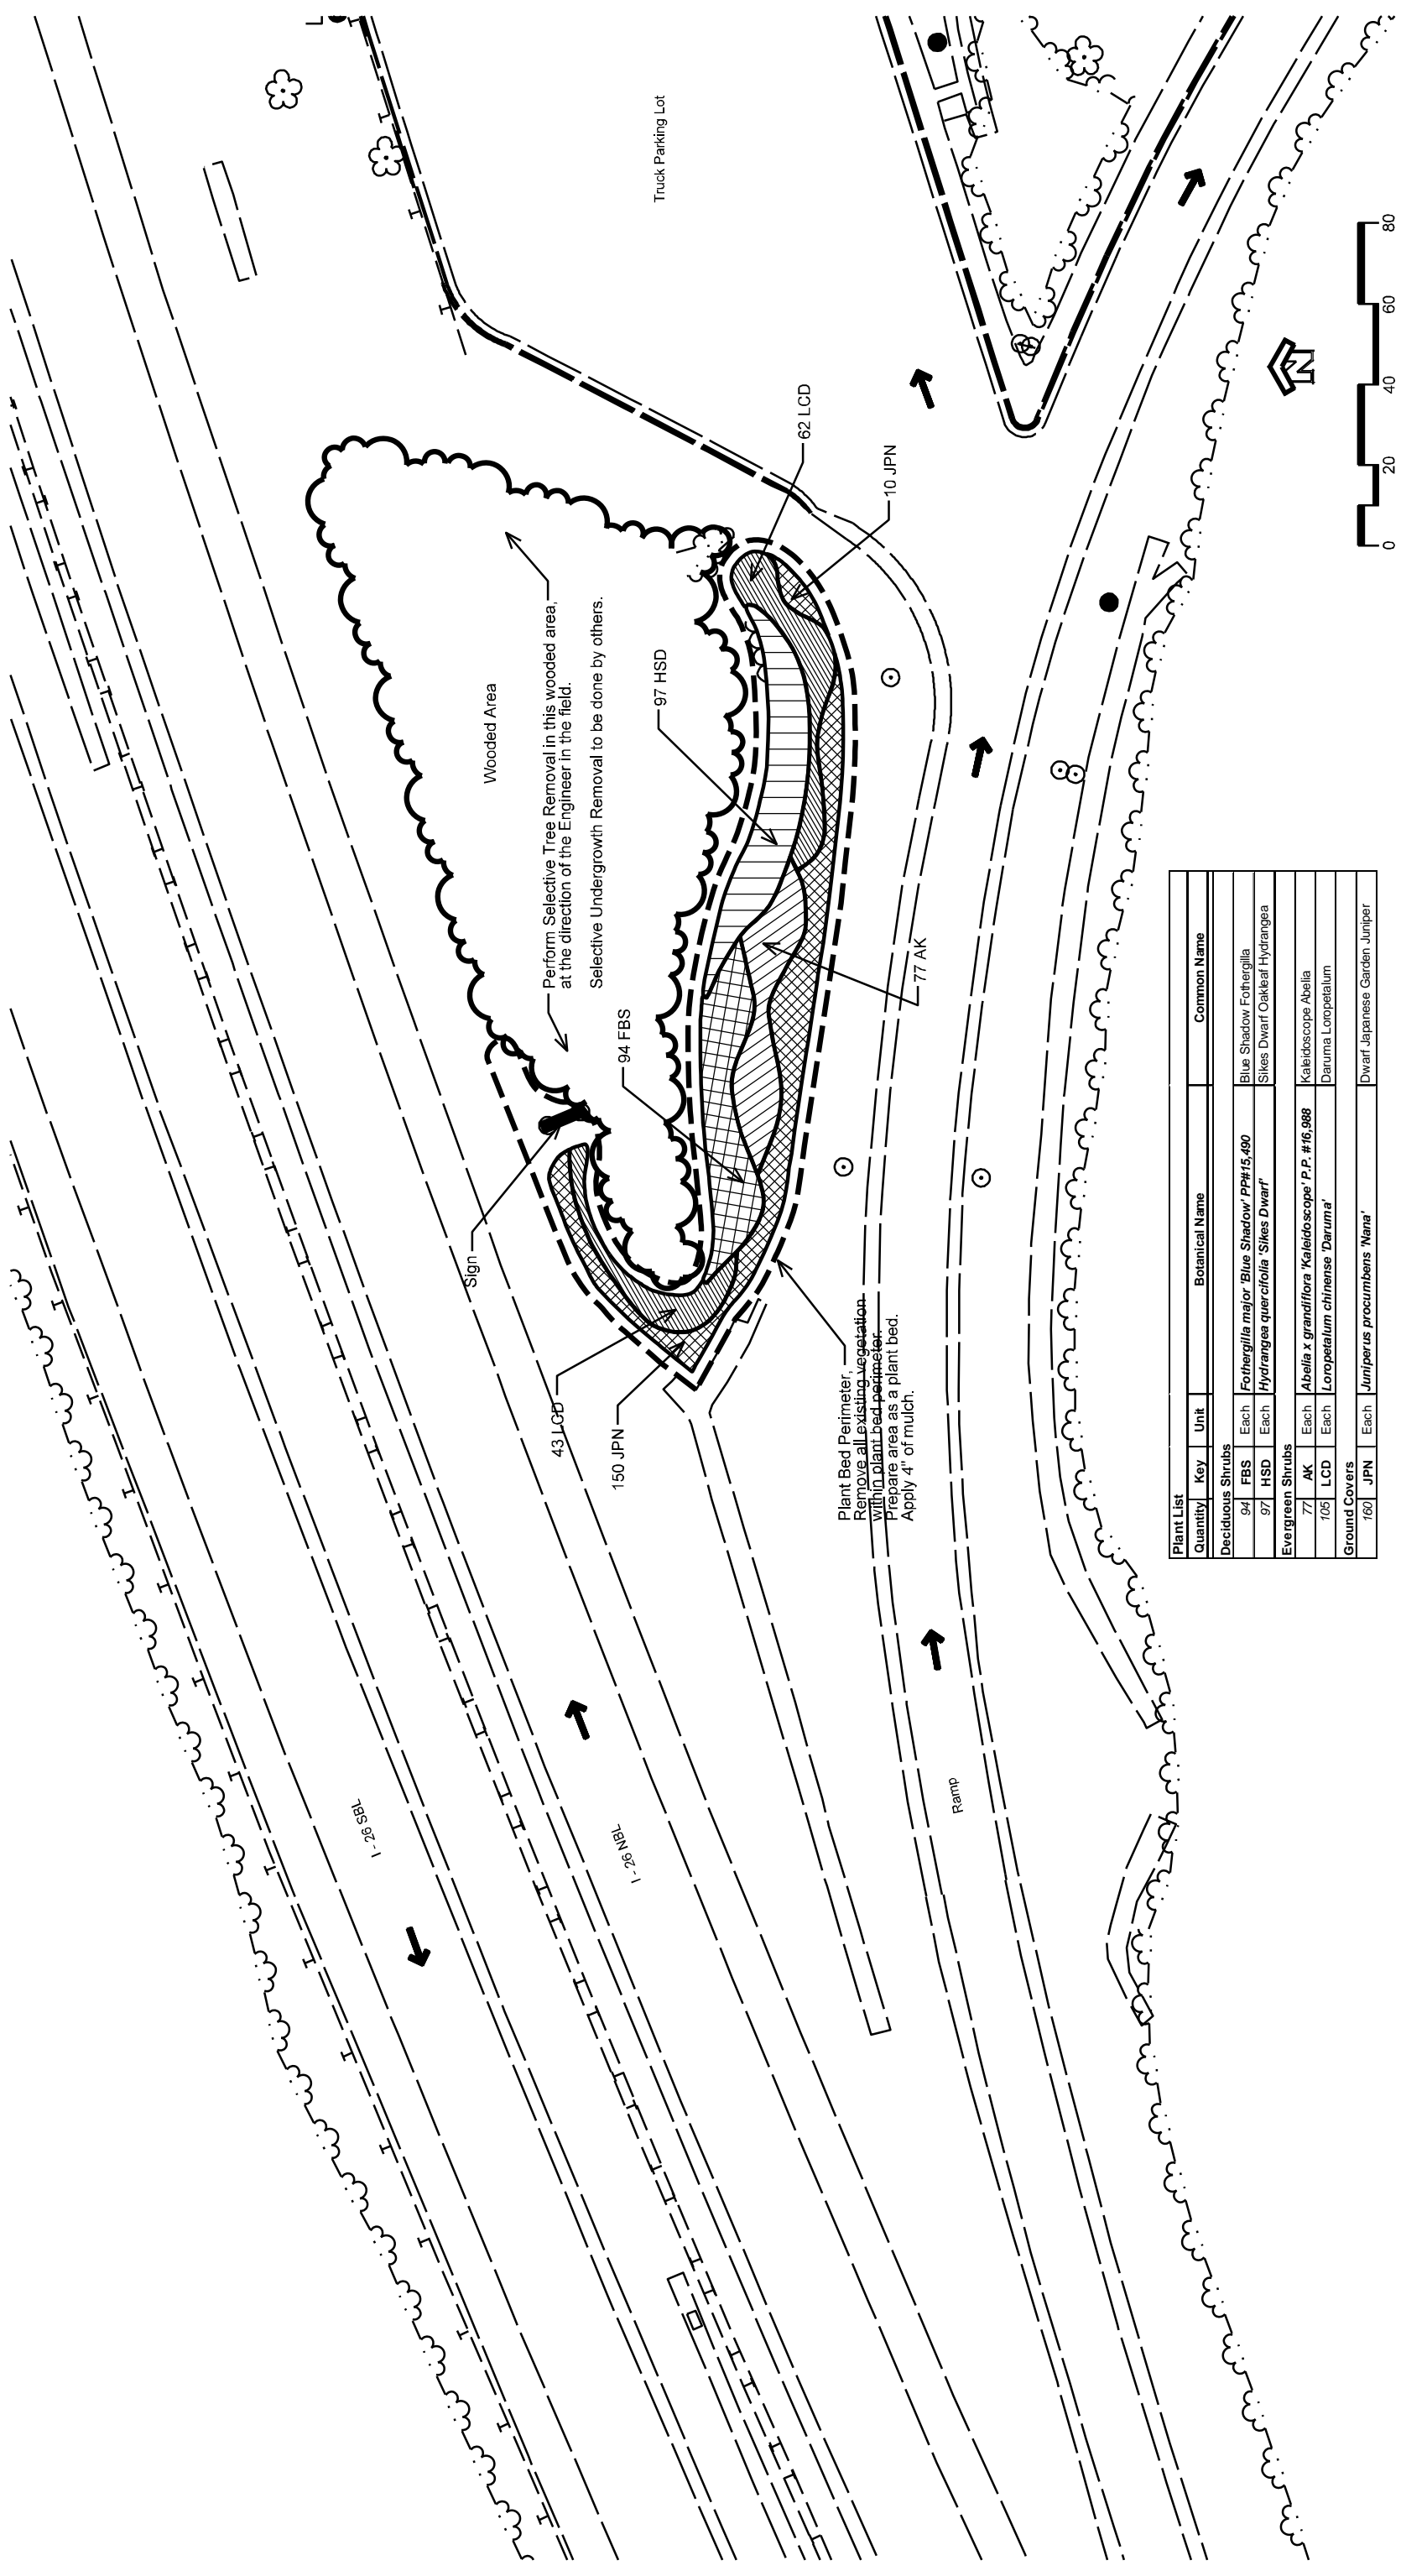 Truck Parking Lot
62 LCD
10 JPN
Wooded Area
Perform Selective Tree Removal in this wooded area,
at the direction of the Engineer in the field.
Selective Undergrowth Removal to be done by others.
97 HSD
94 FBS
77 AK
Sign
43 LCD
150 JPN
Plant Bed Perimeter,
Remove all existing vegetation
within plant bed perimeter.
Prepare area as a plant bed.
Apply 4" of mulch.
I - 26 SBL
I - 26 NBL
Ramp
N
0 20 40 60 80
Plant List
Quantity Key Unit Botanical Name Common Name
Deciduous Shrubs
94 FBS Each Fothergilla major 'Blue Shadow' PP#15,490 Blue Shadow Fothergilla
97 HSD Each Hydrangea quercifolia 'Sikes Dwarf' Sikes Dwarf Oakleaf Hydrangea
Evergreen Shrubs
77 AK Each Abelia x grandiflora 'Kaleidoscope' P.P. #16,988 Kaleidoscope Abelia
105 LCD Each Loropetalum chinense 'Daruma' Daruma Loropetalum
Ground Covers
160 JPN Each Juniperus procumbens 'Nana' Dwarf Japanese Garden Juniper